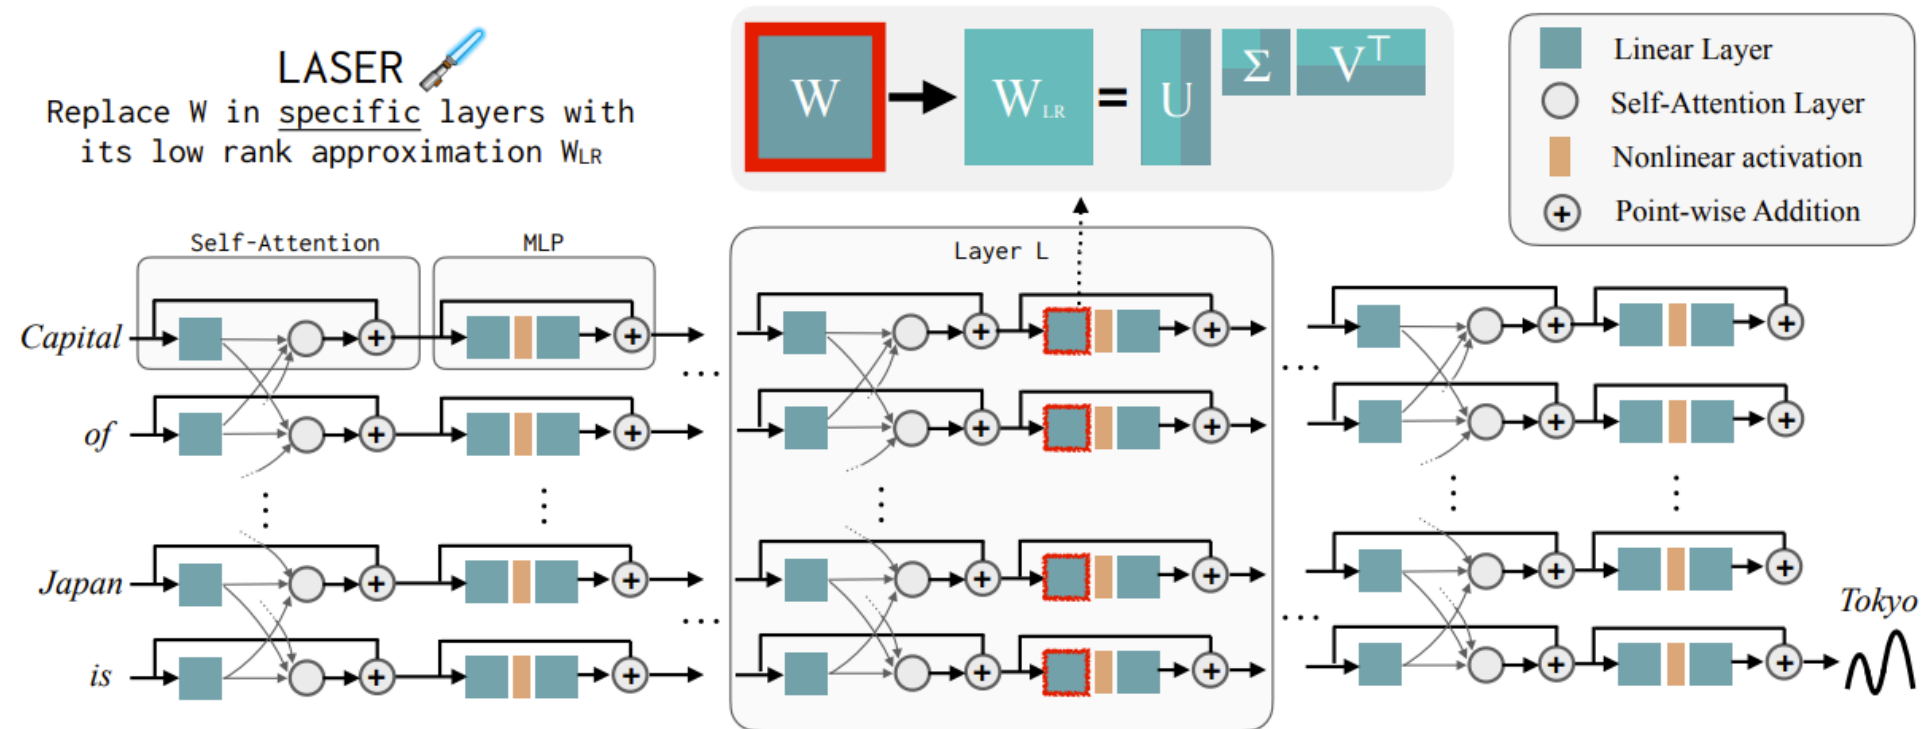 LASER
Replace W in specific layers with
its low rank approximation WLR
W
WLR
=
U
Σ
V⊤
Linear Layer
Self-Attention Layer
Nonlinear activation
+ Point-wise Addition
Self-Attention
MLP
Layer L
Capital
...
...
of
Japan
...
...
is
Tokyo